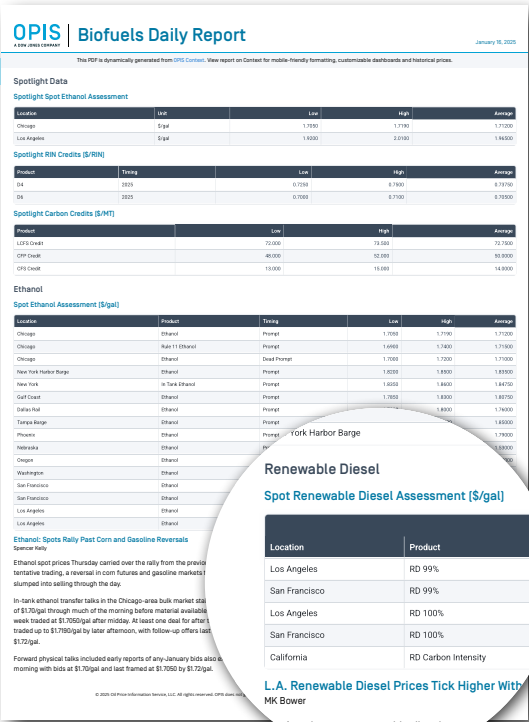 OPIS
A DOW JONES COMPANY
Biofuels Daily Report
January 16, 2025
This PDF is dynamically generated from OPIS Context. View report on Context for mobile-friendly formatting, customizable dashboards and historical prices.
Spotlight Data
Spotlight Spot Ethanol Assessment
Location Unit Low High Average
Chicago $/gal 1.7050 1.7190 1.71200
Los Angeles $/gal 1.9200 2.0100 1.96500
Spotlight RIN Credits ($/RIN)
Product Timing Low High Average
D4 2025 0.7250 0.7500 0.73750
D6 2025 0.7000 0.7100 0.70500
Spotlight Carbon Credits ($/MT)
Product Low High Average
LCFS Credit 72.000 73.500 72.7500
CFP Credit 48.000 52.000 50.0000
CFS Credit 13.000 15.000 14.0000
Ethanol
Spot Ethanol Assessment ($/gal)
Location Product Timing Low High Average
Chicago Ethanol Prompt 1.7050 1.7190 1.71200
Chicago Rule 11 Ethanol Prompt 1.6900 1.7400 1.71500
Chicago Ethanol Dead Prompt 1.7000 1.7200 1.71000
New York Harbor Barge Ethanol Prompt 1.8200 1.8500 1.83500
New York In Tank Ethanol Prompt 1.8350 1.8600 1.84750
Gulf Coast Ethanol Prompt 1.7850 1.8300 1.80750
Dallas Rail Ethanol Prompt 1.8000 1.76000
Tampa Barge Ethanol Prompt 1.85000
Phoenix Ethanol 1.79000
Nebraska Ethanol
Oregon Ethanol
Washington Ethanol
San Francisco Ethanol
San Francisco Ethanol
Los Angeles Ethanol
Los Angeles Ethanol
Ethanol: Spots Rally Past Corn and Gasoline Reversals
Spencer Kelly
Ethanol spot prices Thursday carried over the rally from the previou
tentative trading, a reversal in corn futures and gasoline markets
slumped into selling through the day.
In-tank ethanol transfer talks in the Chicago-area bulk market sta
of $1.70/gal through much of the morning before material available
week traded at $1.7050/gal after midday. At least one deal for after
traded up to $1.7190/gal by later afternoon, with follow-up offers last
$1.72/gal.
Forward physical talks included early reports of any-January bids also
morning with bids at $1.70/gal and last framed at $1.7050 by $1.72/gal.
© 2025 Oil Price Information Service, LLC. All rights reserved. OPIS does not
York Harbor Barge
Renewable Diesel
Spot Renewable Diesel Assessment ($/gal)
Location Product
Los Angeles RD 99%
San Francisco RD 99%
Los Angeles RD 100%
San Francisco RD 100%
California RD Carbon Intensity
L.A. Renewable Diesel Prices Tick Higher With
MK Bower